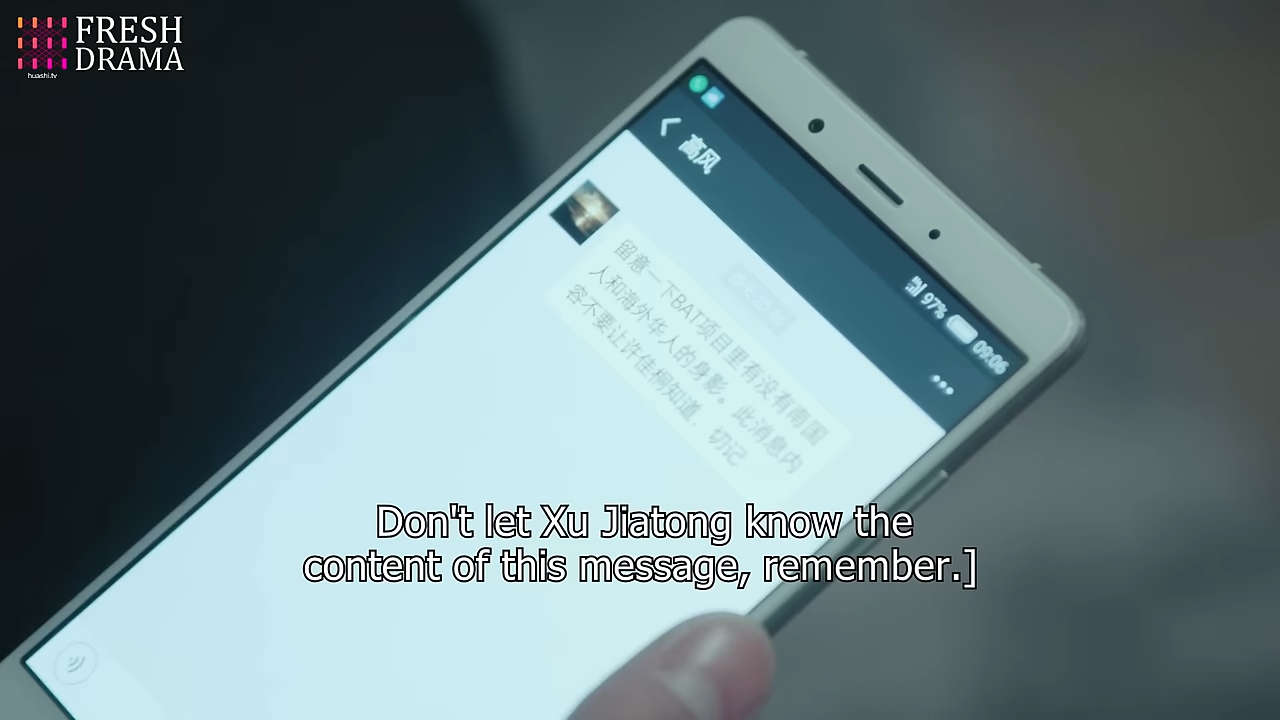 FRESH
DRAMA
huashi.tv
高风
97% 09:06
留意一下BAT项目里有没有南国
人和海外华人的身影。此消息内
容不要让许佳桐知道，切记
Don't let Xu Jiatong know the
content of this message, remember.]